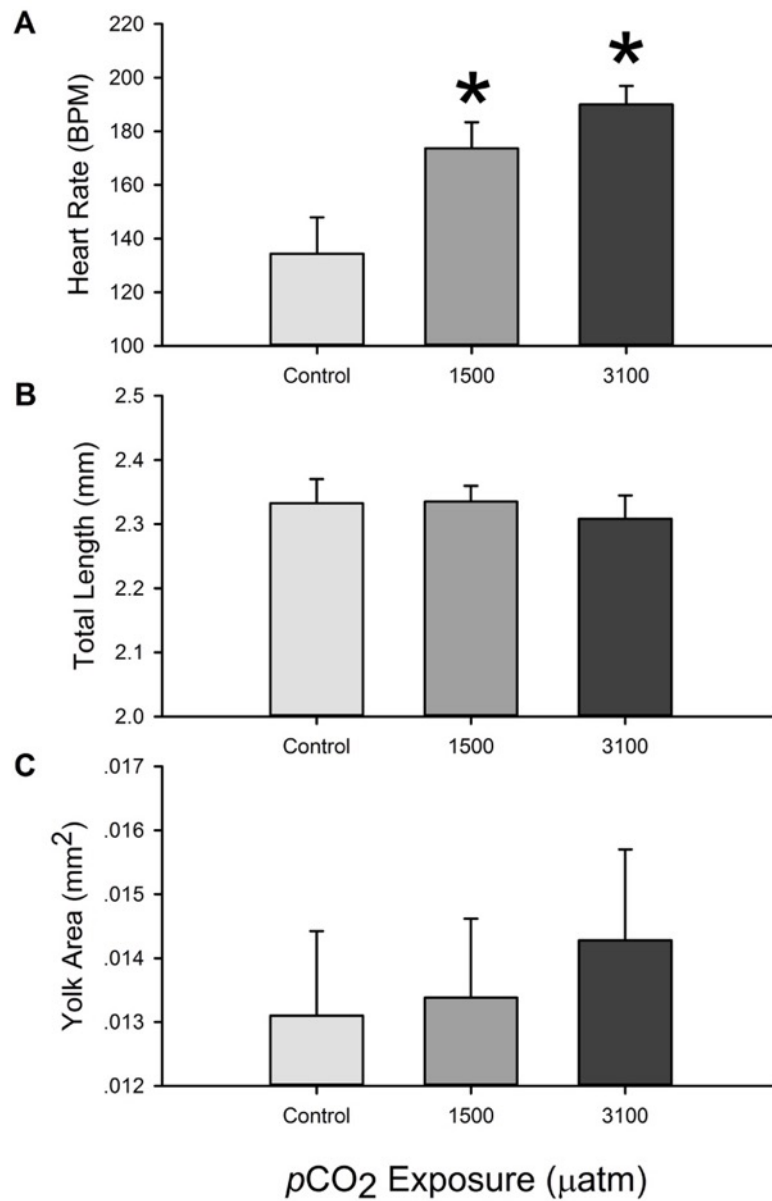 A
Heart Rate (BPM)
220
200
180
160
140
120
100
*
*
Control 1500 3100
B
Total Length (mm)
2.5
2.4
2.3
2.2
2.1
2.0
Control 1500 3100
C
Yolk Area (mm²)
.017
.016
.015
.014
.013
.012
Control 1500 3100
pCO₂ Exposure (µatm)